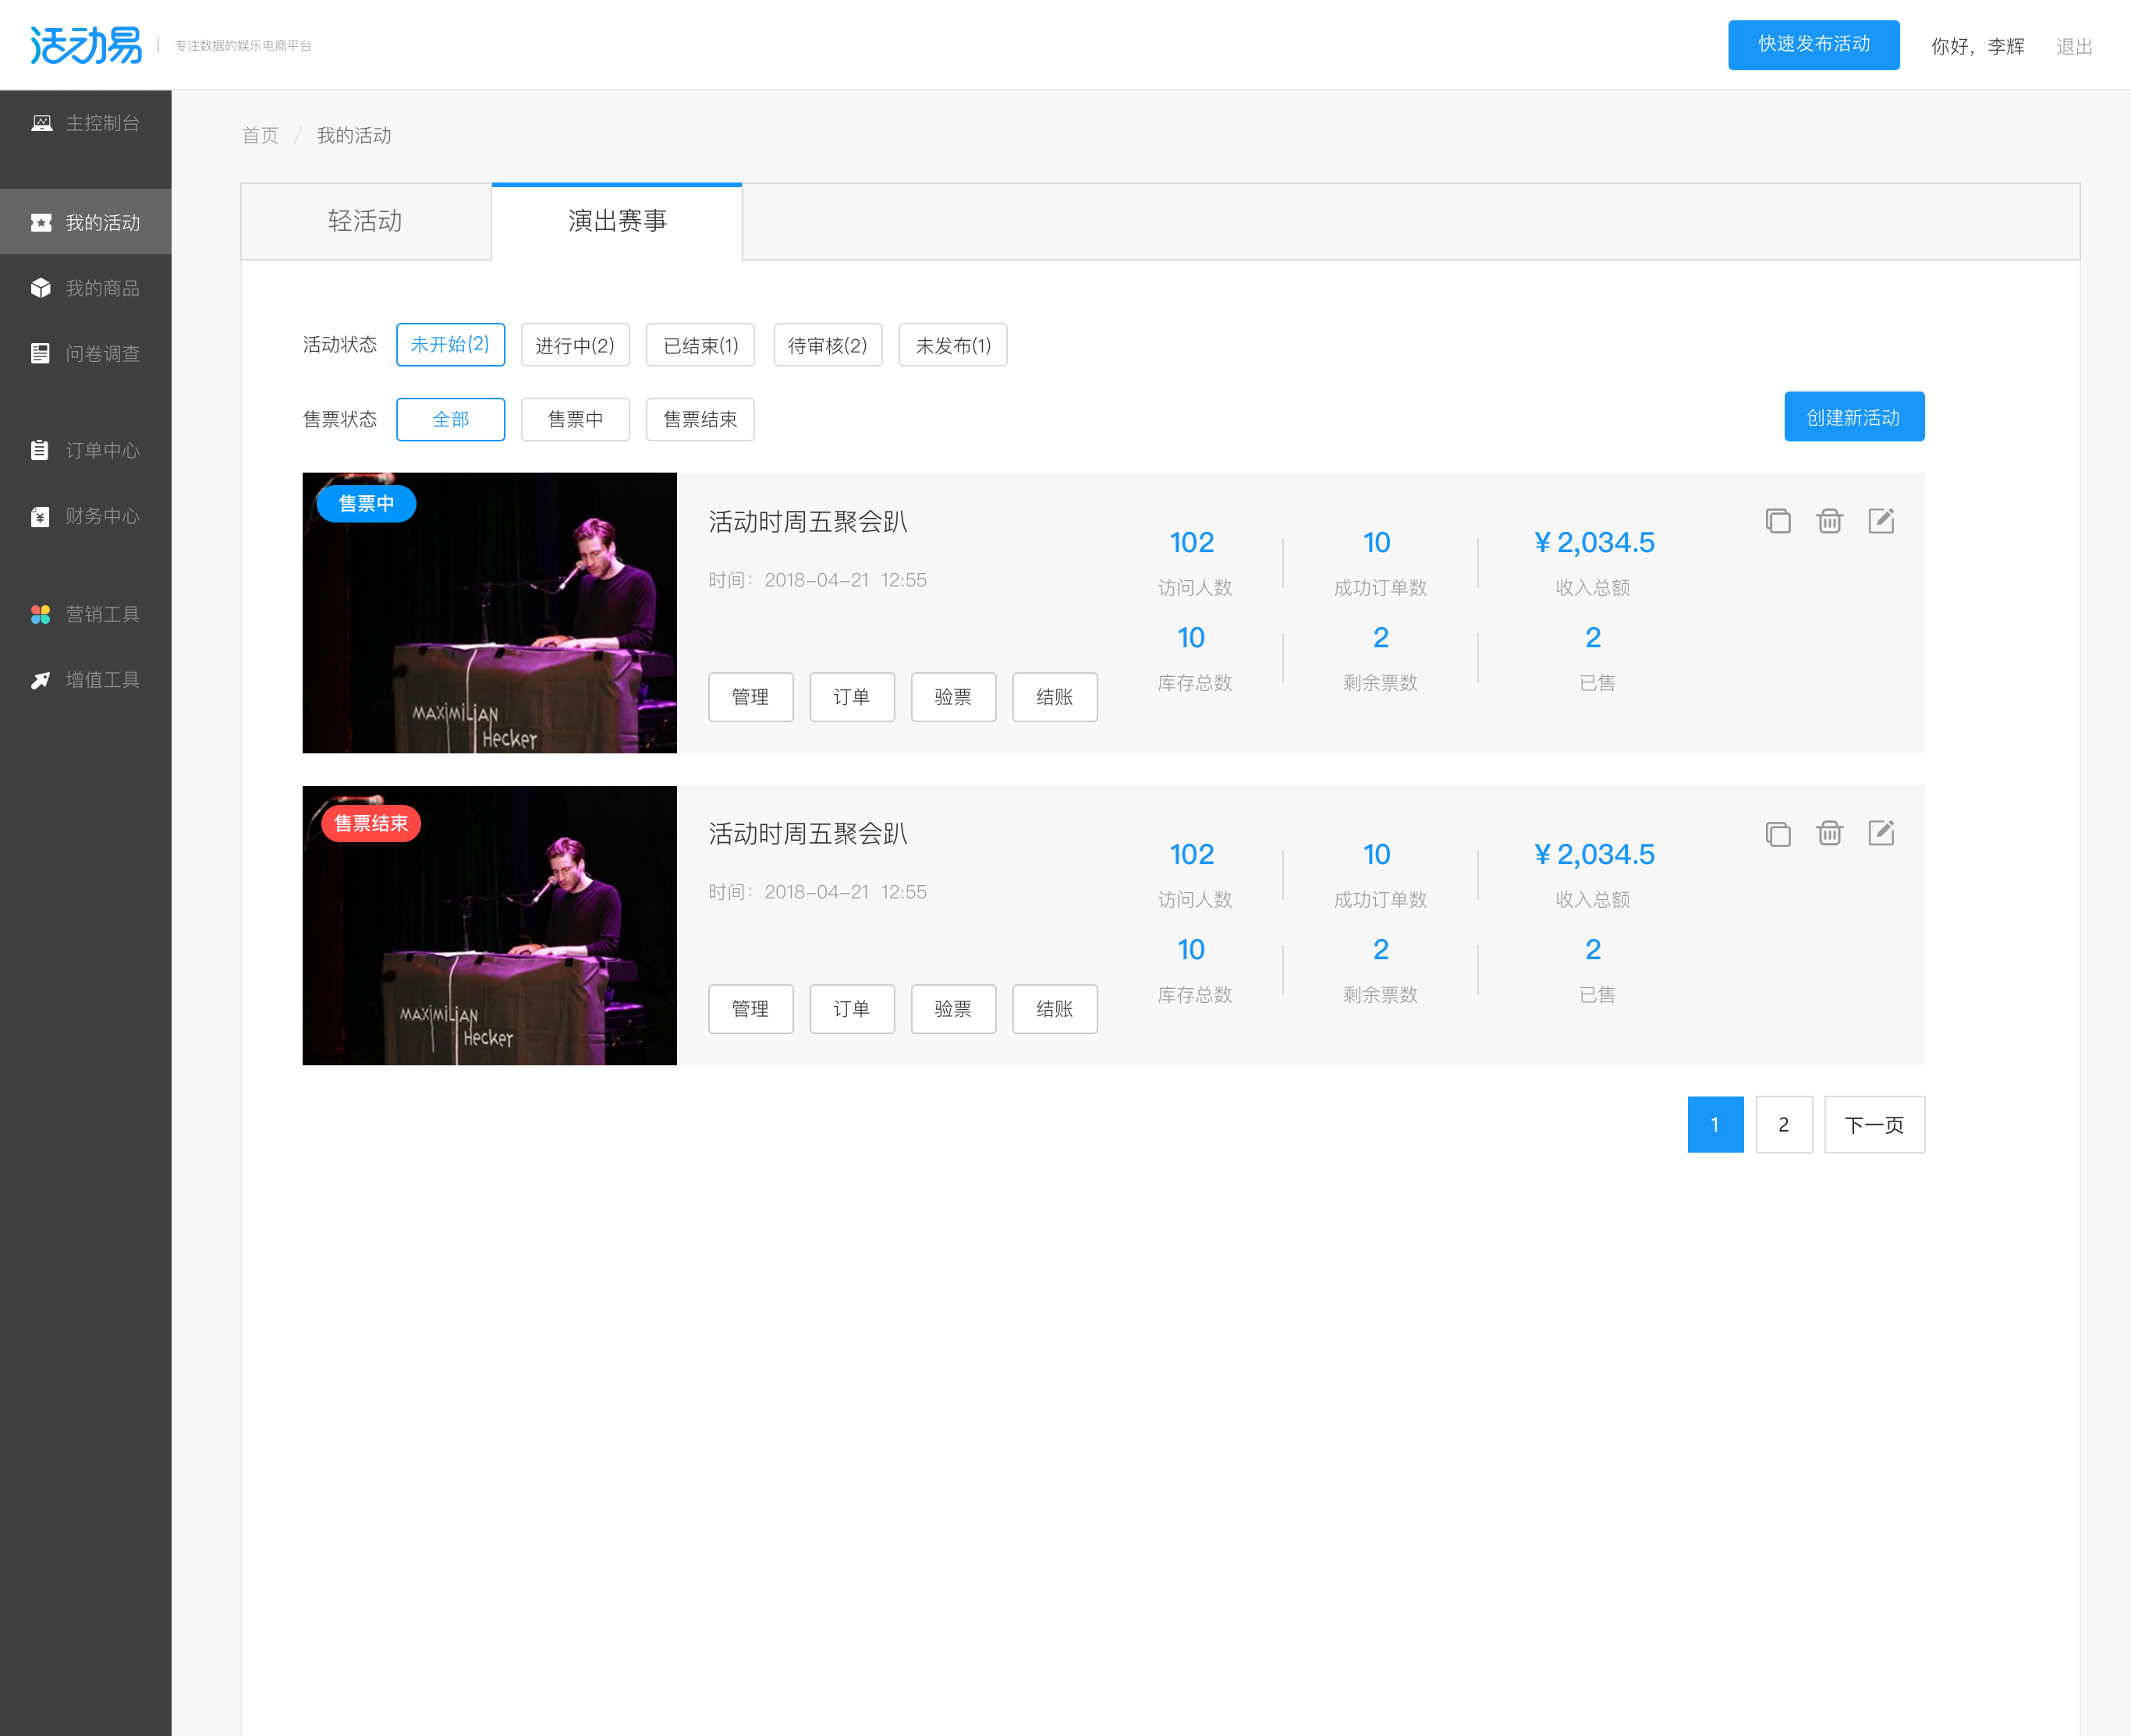 活动易 专注数据的娱乐电商平台 快速发布活动 你好，李辉 退出
主控制台
我的活动
我的商品
问卷调查
订单中心
财务中心
营销工具
增值工具
首页 / 我的活动
轻活动 演出赛事
活动状态 未开始(2) 进行中(2) 已结束(1) 待审核(2) 未发布(1)
售票状态 全部 售票中 售票结束 创建新活动
售票中
MAXiMiLiAN
Hecker
活动时周五聚会趴
时间：2018-04-21 12:55
管理 订单 验票 结账
102 10 ¥ 2,034.5
访问人数 成功订单数 收入总额
10 2 2
库存总数 剩余票数 已售
售票结束
MAXiMiLiAN
Hecker
活动时周五聚会趴
时间：2018-04-21 12:55
管理 订单 验票 结账
102 10 ¥ 2,034.5
访问人数 成功订单数 收入总额
10 2 2
库存总数 剩余票数 已售
1 2 下一页